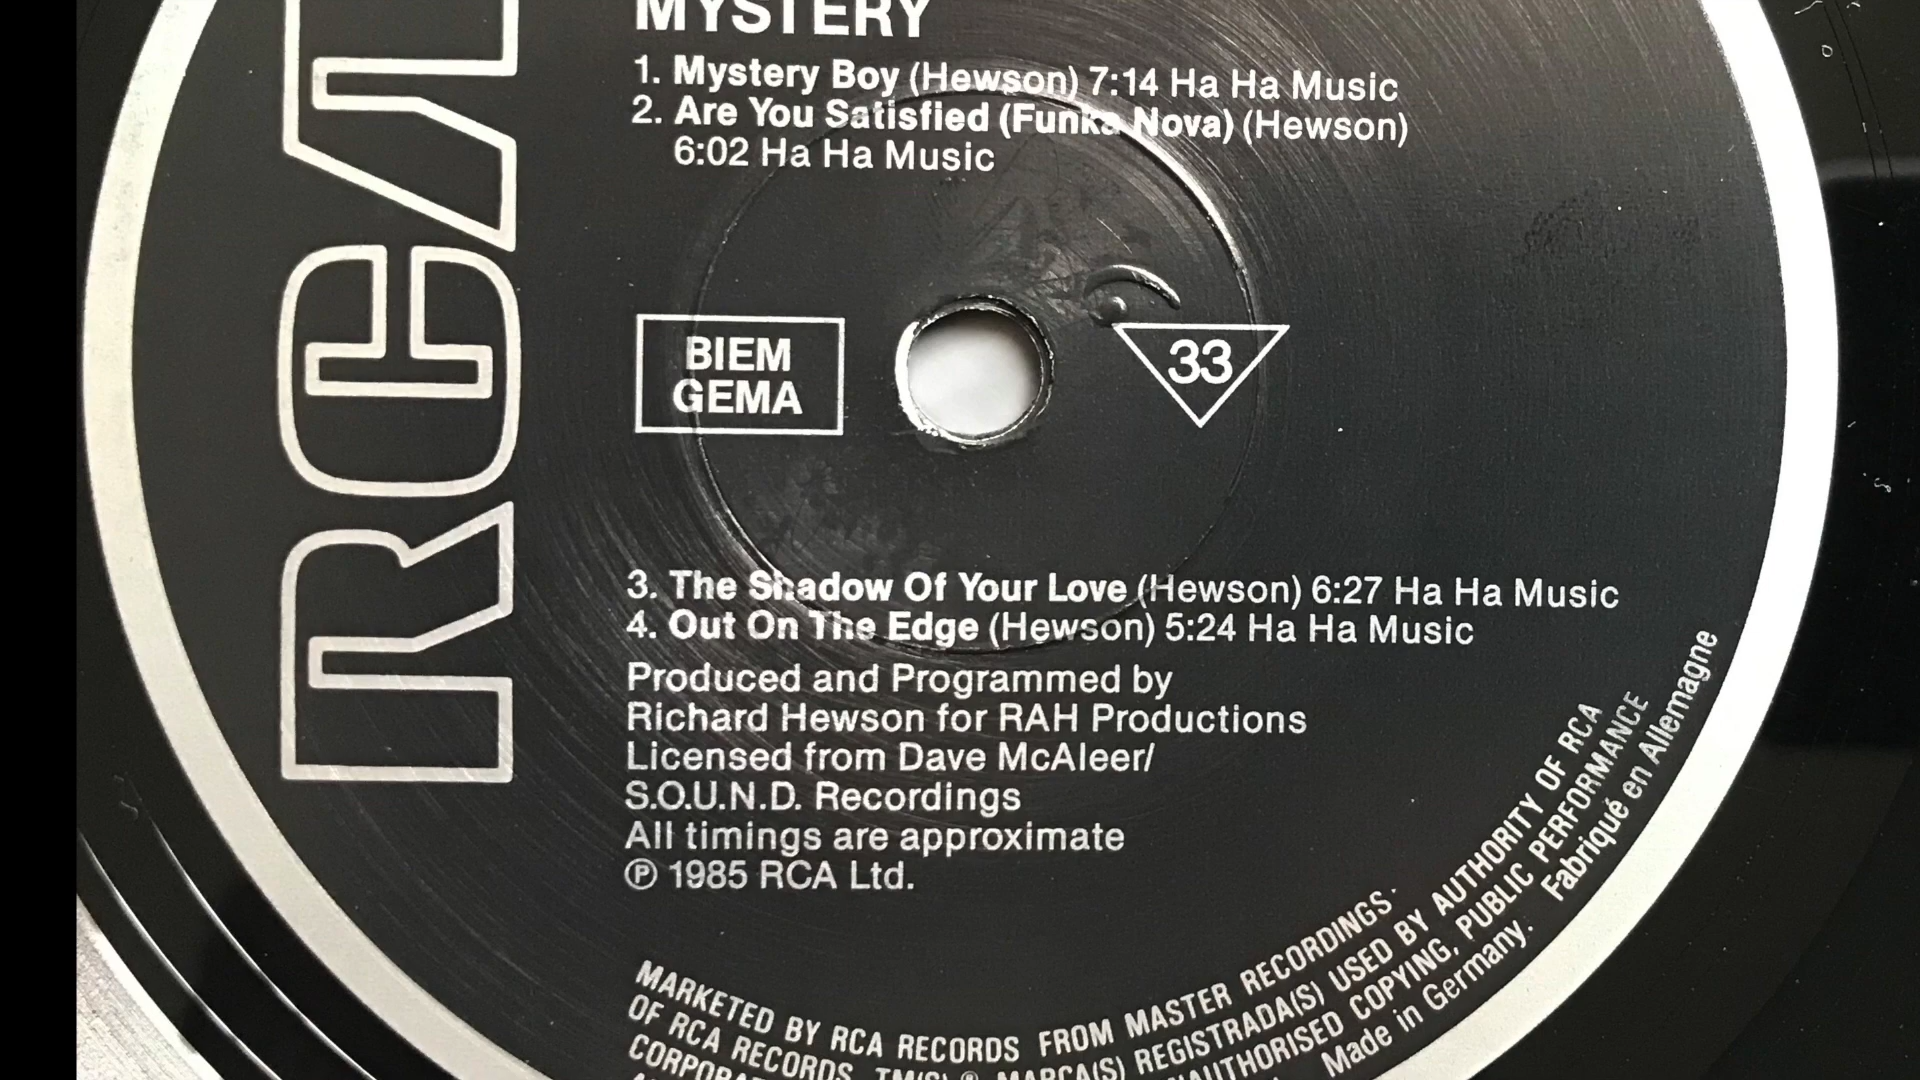 MYSTERY
1. Mystery Boy (Hewson) 7:14 Ha Ha Music
2. Are You Satisfied (Funka Nova) (Hewson)
6:02 Ha Ha Music
RCA
BIEM
GEMA
33
3. The Shadow Of Your Love (Hewson) 6:27 Ha Ha Music
4. Out On The Edge (Hewson) 5:24 Ha Ha Music
Produced and Programmed by
Richard Hewson for RAH Productions
Licensed from Dave McAleer/
S.O.U.N.D. Recordings
All timings are approximate
℗ 1985 RCA Ltd.
MARKETED BY RCA RECORDS FROM MASTER RECORDINGS.
OF RCA RECORDS. TM(S) ® MARCA(S) REGISTRADA(S) USED BY AUTHORITY OF RCA
COPYING, PUBLIC PERFORMANCE
Made in Germany. Fabriqué en Allemagne